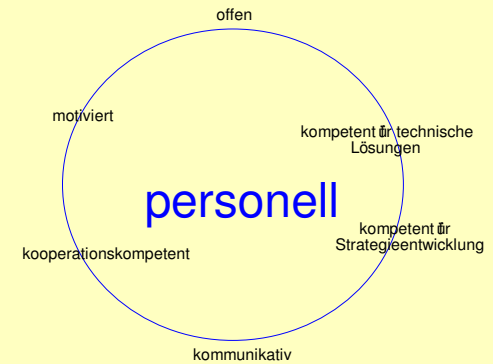 offen
motiviert
kompetent für technische
Lösungen
personell
kompetent für
Strategieentwicklung
kooperationskompetent
kommunikativ